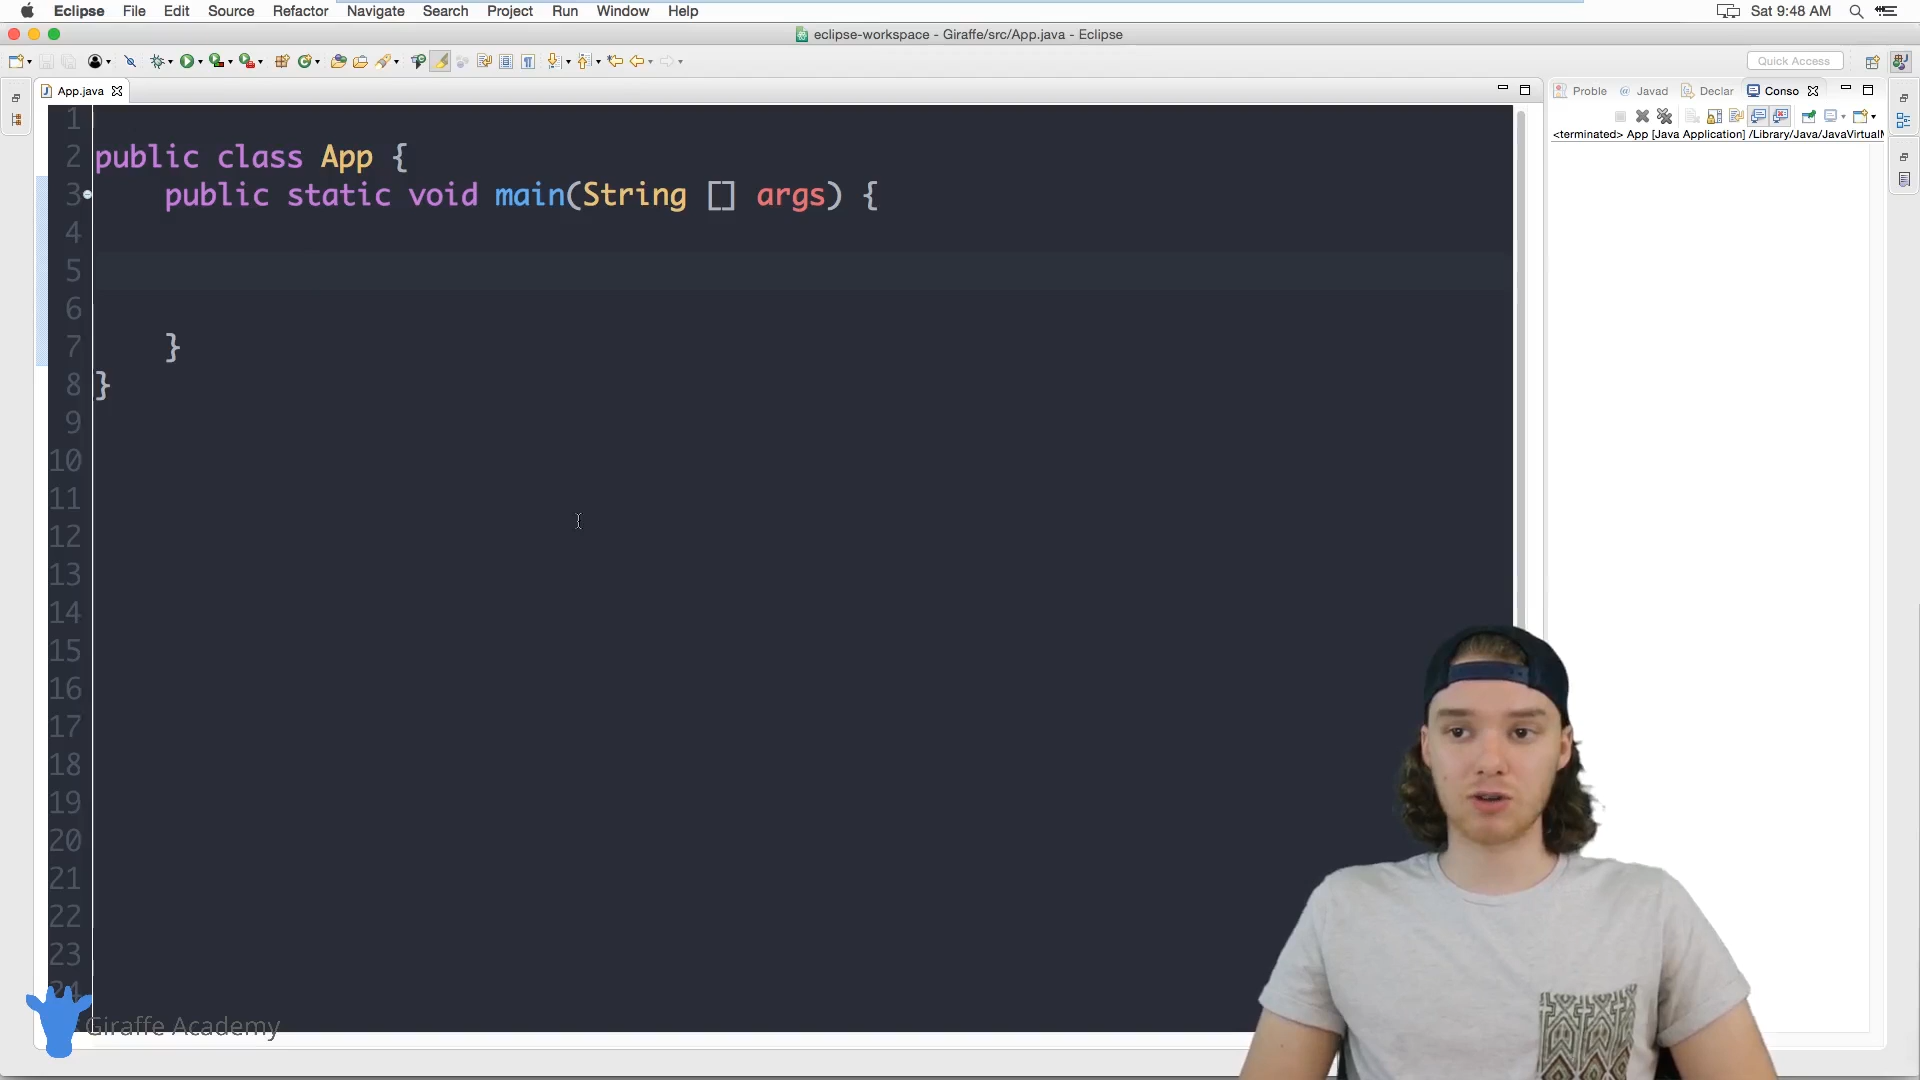 Eclipse File Edit Source Refactor Navigate Search Project Run Window Help Sat 9:48 AM
eclipse-workspace - Giraffe/src/App.java - Eclipse
Quick Access
App.java
Proble Javad Declar Conso
<terminated> App [Java Application] /Library/Java/JavaVirtualM
1
2 public class App {
3 public static void main(String [] args) {
4
5
6
7 }
8 }
9
10
11
12
13
14
15
16
17
18
19
20
21
22
23
24
Giraffe Academy